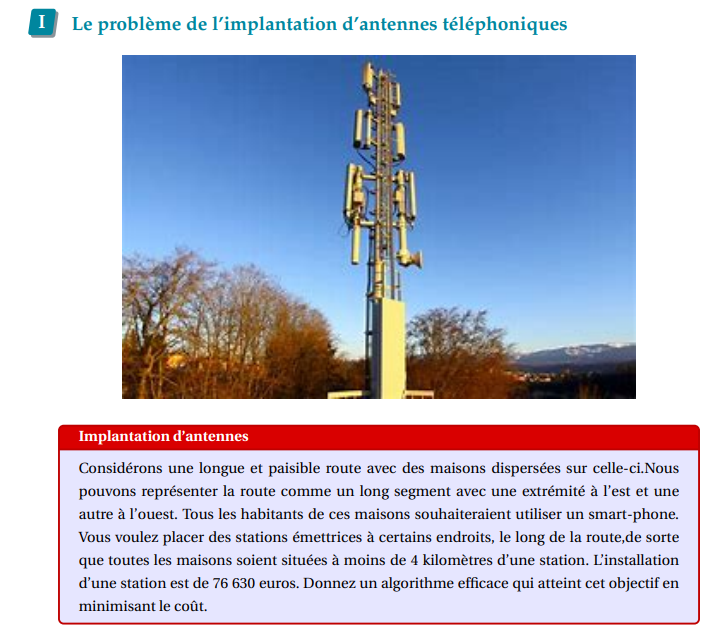 I Le problème de l'implantation d'antennes téléphoniques
Implantation d'antennes
Considérons une longue et paisible route avec des maisons dispersées sur celle-ci.Nous
pouvons représenter la route comme un long segment avec une extrémité à l'est et une
autre à l'ouest. Tous les habitants de ces maisons souhaiteraient utiliser un smart-phone.
Vous voulez placer des stations émettrices à certains endroits, le long de la route,de sorte
que toutes les maisons soient situées à moins de 4 kilomètres d'une station. L'installation
d'une station est de 76 630 euros. Donnez un algorithme efficace qui atteint cet objectif en
minimisant le coût.